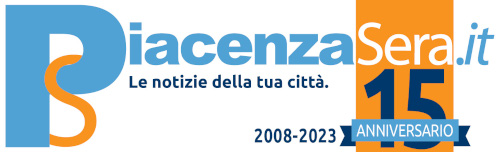 PiacenzaSera.it
Le notizie della tua città.
15
2008-2023 ANNIVERSARIO